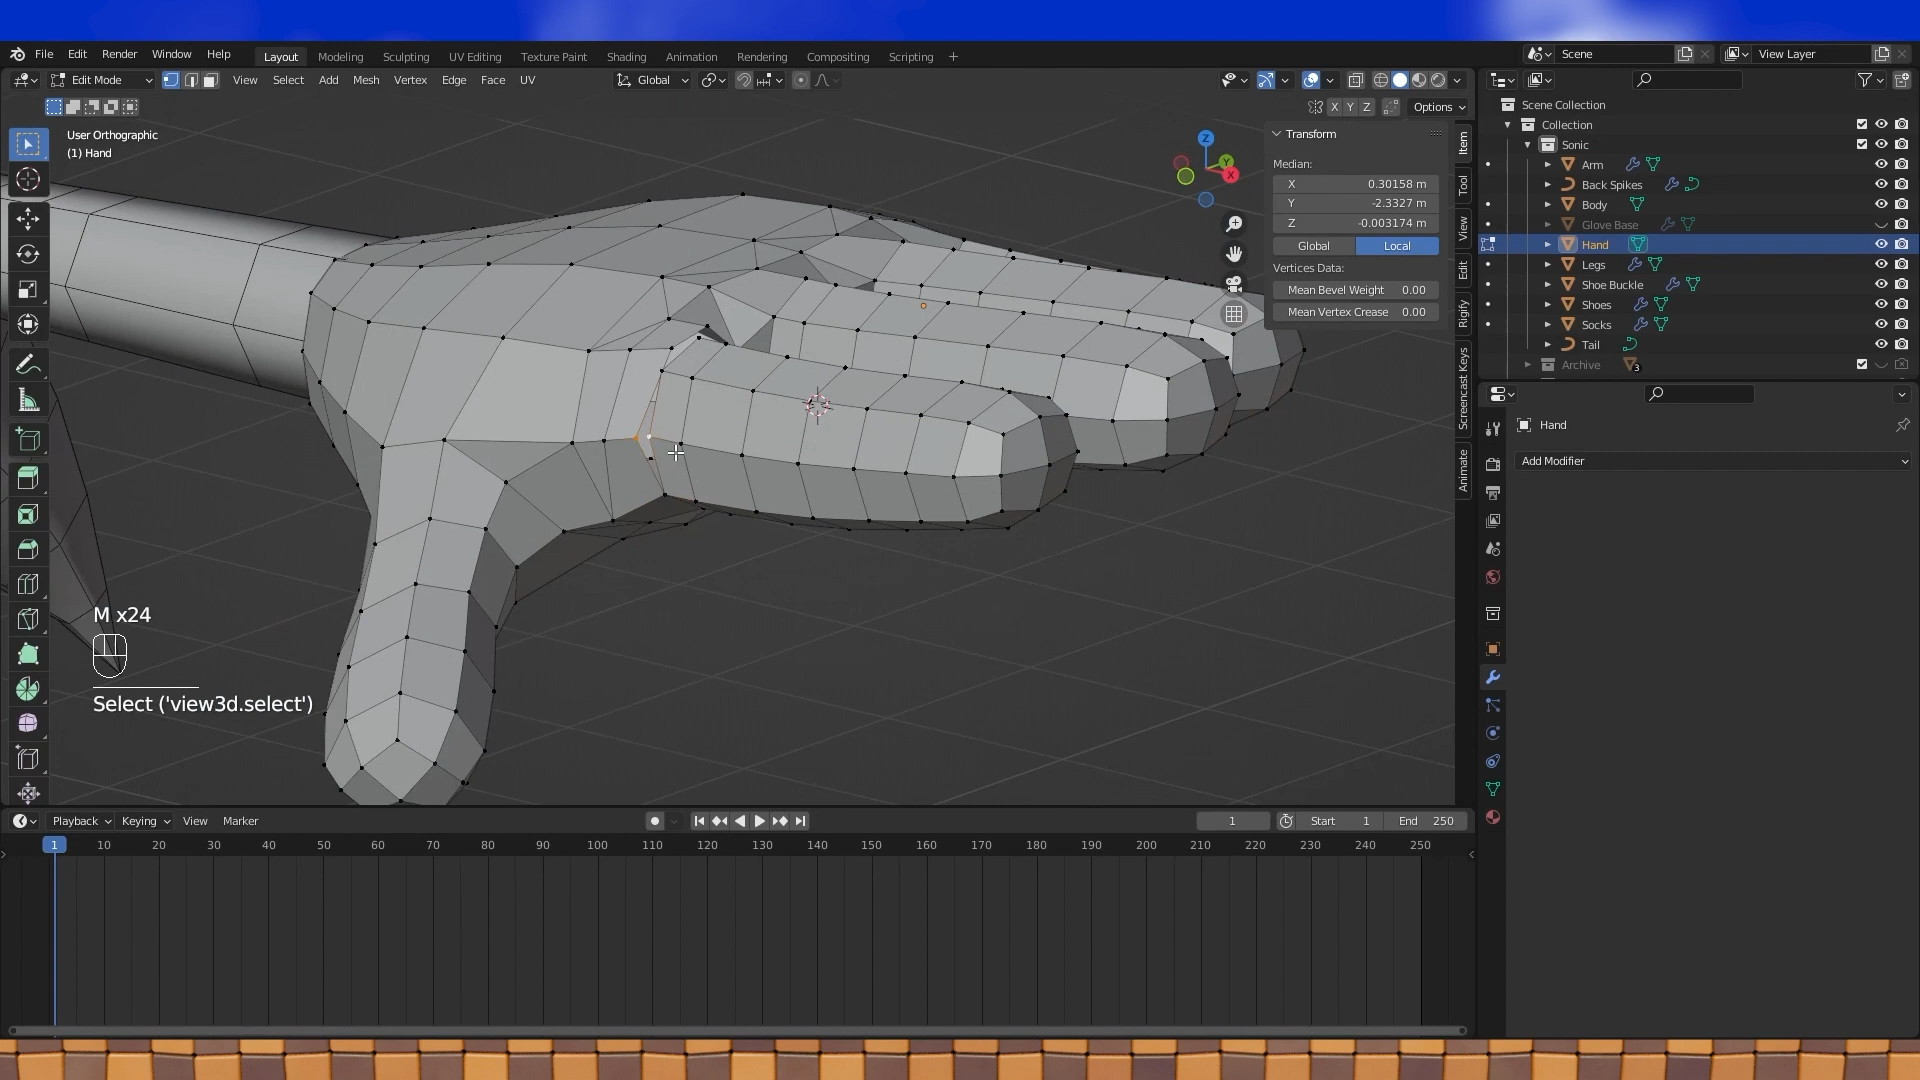 File Edit Render Window Help Layout Modeling Sculpting UV Editing Texture Paint Shading Animation Rendering Compositing Scripting + Scene View Layer
Edit Mode View Select Add Mesh Vertex Edge Face UV Global
X Y Z Options
User Orthographic
(1) Hand
Z
Y
X
Transform
Median:
X 0.30158 m
Y -2.3327 m
Z -0.003174 m
Global Local
Vertices Data:
Mean Bevel Weight 0.00
Mean Vertex Crease 0.00
Item
Tool
View
Edit
Rigify
Screencast Keys
Animate
Scene Collection
Collection
Sonic
Arm
Back Spikes
Body
Glove Base
Hand
Legs
Shoe Buckle
Shoes
Socks
Tail
Archive 3
Hand
Add Modifier
M x24
Select ('view3d.select')
Playback Keying View Marker 1 Start 1 End 250
1 10 20 30 40 50 60 70 80 90 100 110 120 130 140 150 160 170 180 190 200 210 220 230 240 250